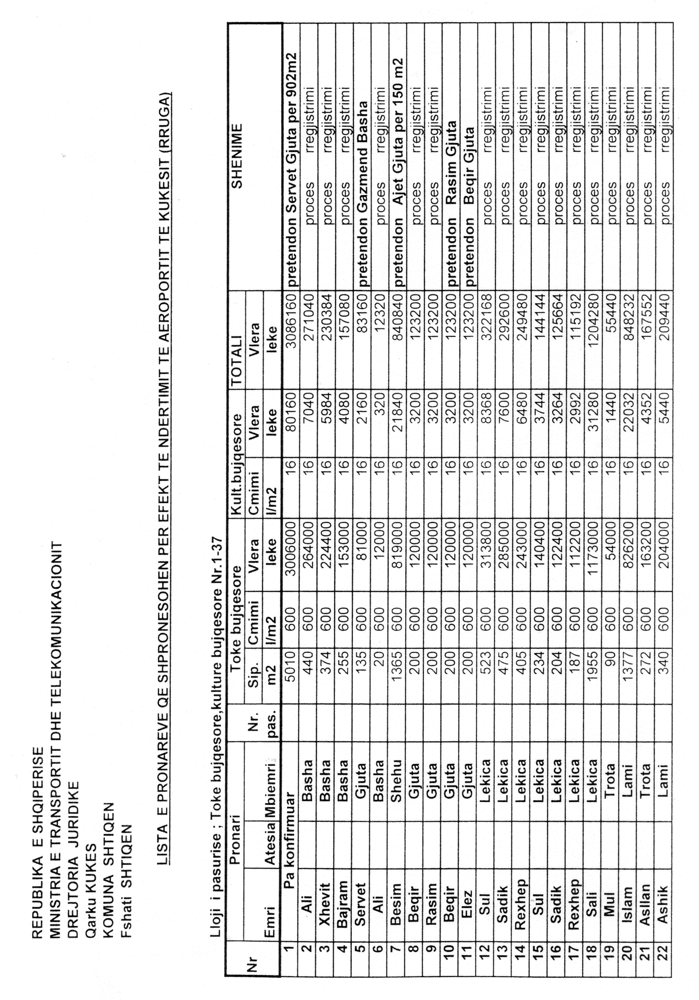 REPUBLIKA E SHQIPERISE
MINISTRIA E TRANSPORTIT DHE TELEKOMUNIKACIONIT
DREJTORIA JURIDIKE
Qarku KUKES
KOMUNA SHTIQEN
Fshati SHTIQEN
LISTA E PRONAREVE QE SHPRONESOHEN PER EFEKT TE NDERTIMIT TE AEROPORTIT TE KUKESIT (RRUGA)
Lloji i pasurise ; Toke bujqesore,kulture bujqesore Nr.1-37
Nr Pronari Nr. Toke bujqesore Kult.bujqesore TOTALI SHENIME
Sip. Cmimi Vlera Cmimi Vlera Vlera
Emri Atesia Mbiemri pas. m2 l/m2 leke l/m2 leke leke
1 Pa konfirmuar 5010 600 3006000 16 80160 3086160 pretendon Servet Gjuta per 902m2
2 Ali Basha 440 600 264000 16 7040 271040 proces rregjistrimi
3 Xhevit Basha 374 600 224400 16 5984 230384 proces rregjistrimi
4 Bajram Basha 255 600 153000 16 4080 157080 proces rregjistrimi
5 Servet Gjuta 135 600 81000 16 2160 83160 pretendon Gazmend Basha
6 Ali Basha 20 600 12000 16 320 12320 proces rregjistrimi
7 Besim Shehu 1365 600 819000 16 21840 840840 pretendon Ajet Gjuta per 150 m2
8 Beqir Gjuta 200 600 120000 16 3200 123200 proces rregjistrimi
9 Rasim Gjuta 200 600 120000 16 3200 123200 proces rregjistrimi
10 Beqir Gjuta 200 600 120000 16 3200 123200 pretendon Rasim Gjuta
11 Elez Gjuta 200 600 120000 16 3200 123200 pretendon Beqir Gjuta
12 Sul Lekica 523 600 313800 16 8368 322168 proces rregjistrimi
13 Sadik Lekica 475 600 285000 16 7600 292600 proces rregjistrimi
14 Rexhep Lekica 405 600 243000 16 6480 249480 proces rregjistrimi
15 Sul Lekica 234 600 140400 16 3744 144144 proces rregjistrimi
16 Sadik Lekica 204 600 122400 16 3264 125664 proces rregjistrimi
17 Rexhep Lekica 187 600 112200 16 2992 115192 proces rregjistrimi
18 Sali Lekica 1955 600 1173000 16 31280 1204280 proces rregjistrimi
19 Mul Trota 90 600 54000 16 1440 55440 proces rregjistrimi
20 Islam Lami 1377 600 826200 16 22032 848232 proces rregjistrimi
21 Asllan Trota 272 600 163200 16 4352 167552 proces rregjistrimi
22 Ashik Lami 340 600 204000 16 5440 209440 proces rregjistrimi